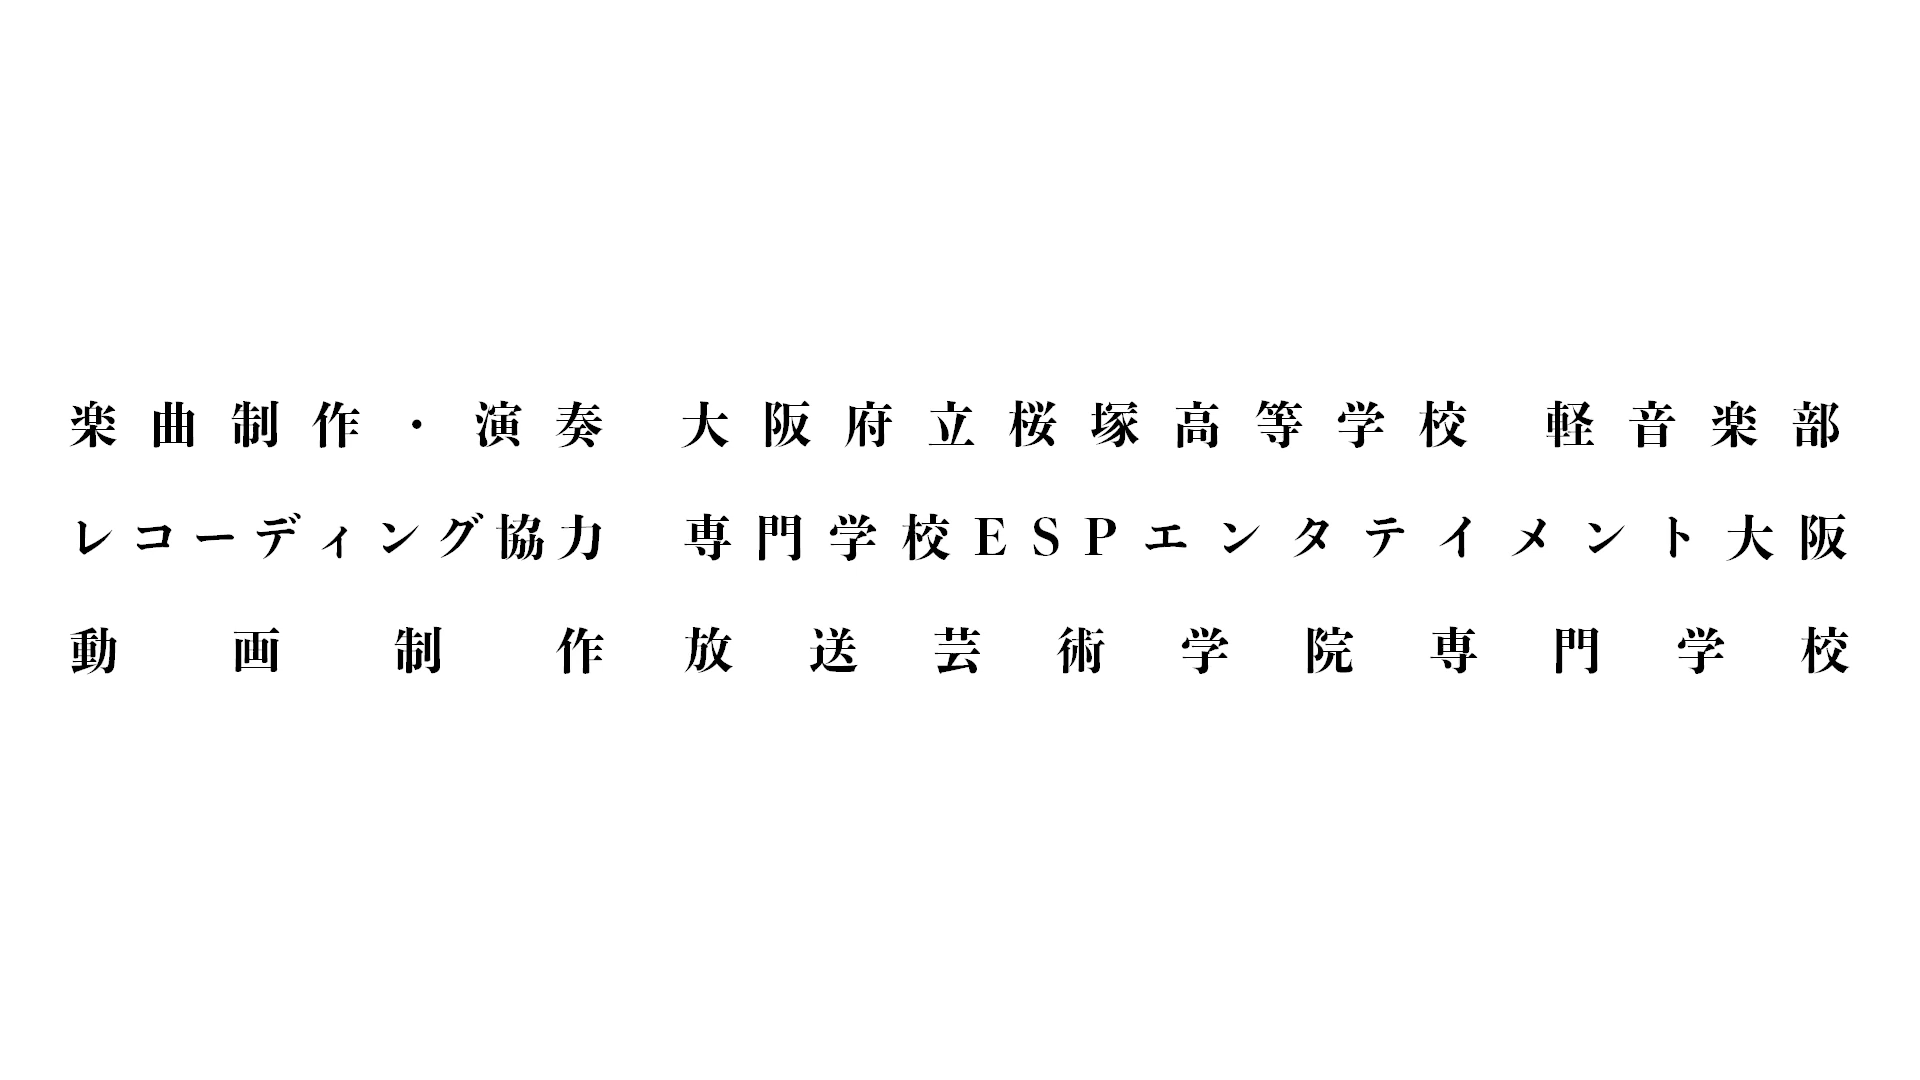 楽曲制作・演奏 大阪府立桜塚高等学校 軽音楽部
レコーディング協力 専門学校ESPエンタテイメント大阪
動画制作 放送芸術学院専門学校